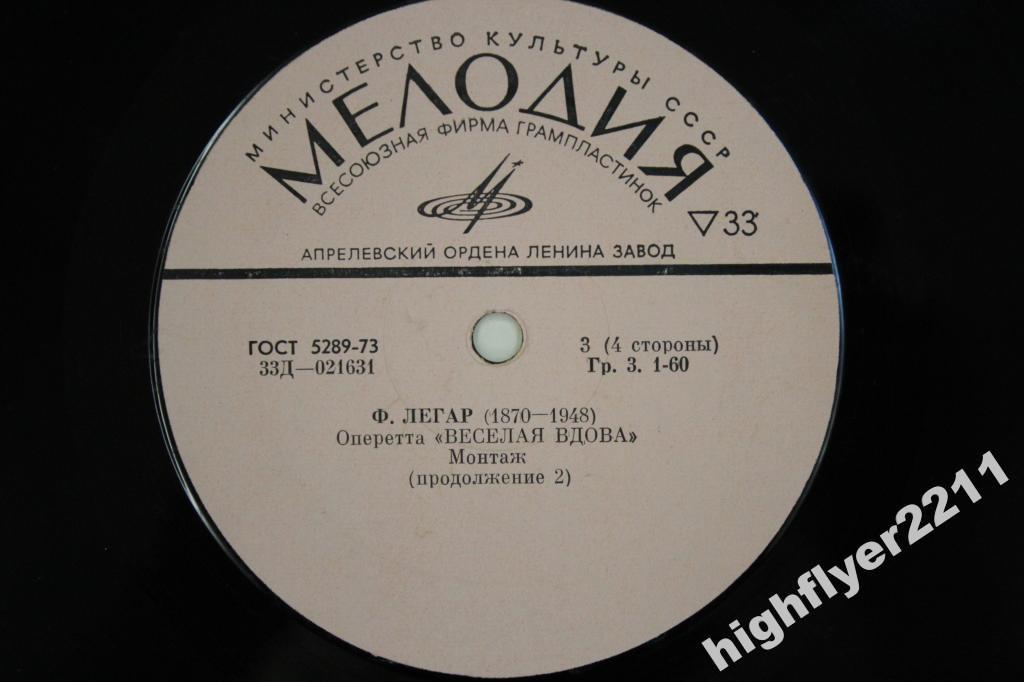 МИНИСТЕРСТВО КУЛЬТУРЫ СССР
МЕЛОДИЯ
ВСЕСОЮЗНАЯ ФИРМА ГРАМПЛАСТИНОК
▽33
АПРЕЛЕВСКИЙ ОРДЕНА ЛЕНИНА ЗАВОД
ГОСТ 5289-73
3 (4 стороны)
33Д—021631
Гр. 3. 1-60
Ф. ЛЕГАР (1870—1948)
Оперетта «ВЕСЕЛАЯ ВДОВА»
Монтаж
(продолжение 2)
highflyer2211